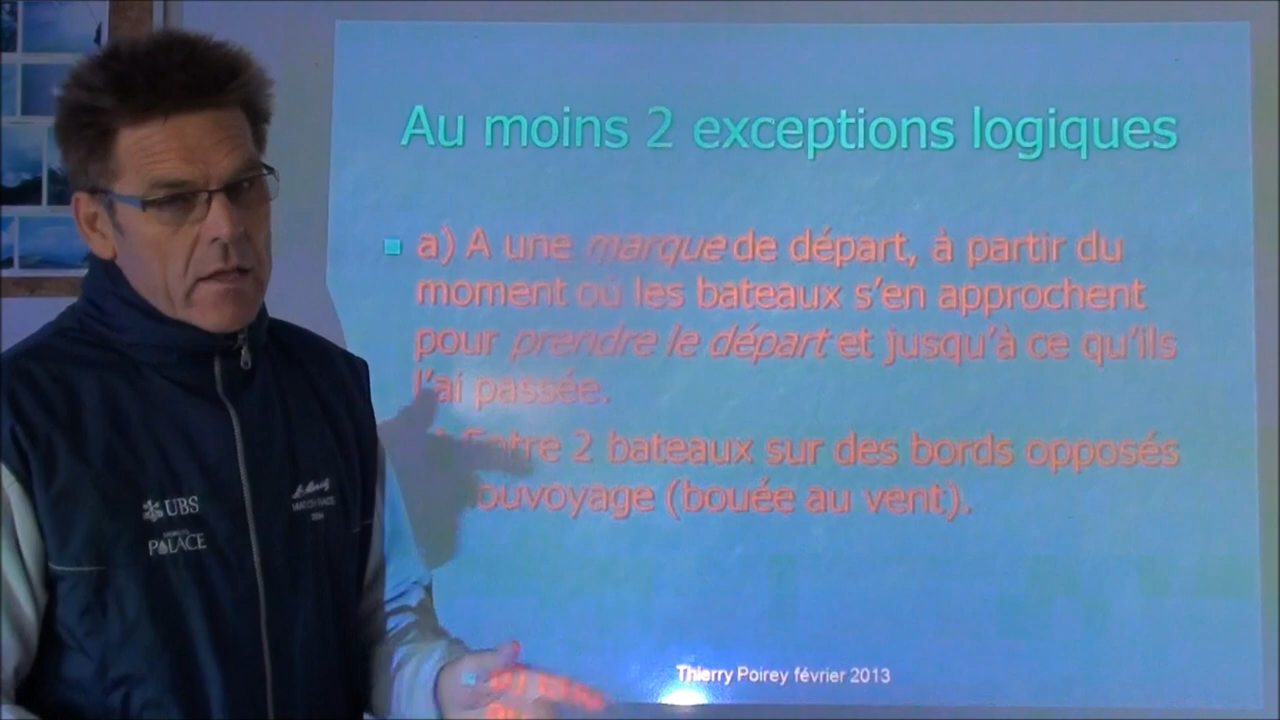 Au moins 2 exceptions logiques
a) A une marque de départ, à partir du
moment où les bateaux s'en approchent
pour prendre le départ et jusqu'à ce qu'ils
l'ai passée.
Entre 2 bateaux sur des bords opposés
ouvoyage (bouée au vent).
Thierry Poirey février 2013
UBS
PALACE